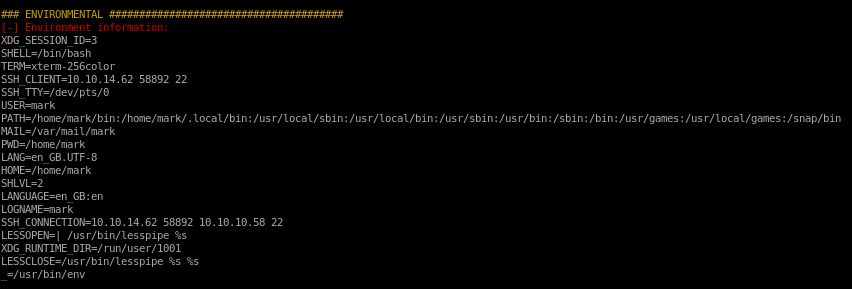 ### ENVIRONMENTAL #######################################
[-] Environment information:
XDG_SESSION_ID=3
SHELL=/bin/bash
TERM=xterm-256color
SSH_CLIENT=10.10.14.62 58892 22
SSH_TTY=/dev/pts/0
USER=mark
PATH=/home/mark/bin:/home/mark/.local/bin:/usr/local/sbin:/usr/local/bin:/usr/sbin:/usr/bin:/sbin:/bin:/usr/games:/usr/local/games:/snap/bin
MAIL=/var/mail/mark
PWD=/home/mark
LANG=en_GB.UTF-8
HOME=/home/mark
SHLVL=2
LANGUAGE=en_GB:en
LOGNAME=mark
SSH_CONNECTION=10.10.14.62 58892 10.10.10.58 22
LESSOPEN=| /usr/bin/lesspipe %s
XDG_RUNTIME_DIR=/run/user/1001
LESSCLOSE=/usr/bin/lesspipe %s %s
_=/usr/bin/env